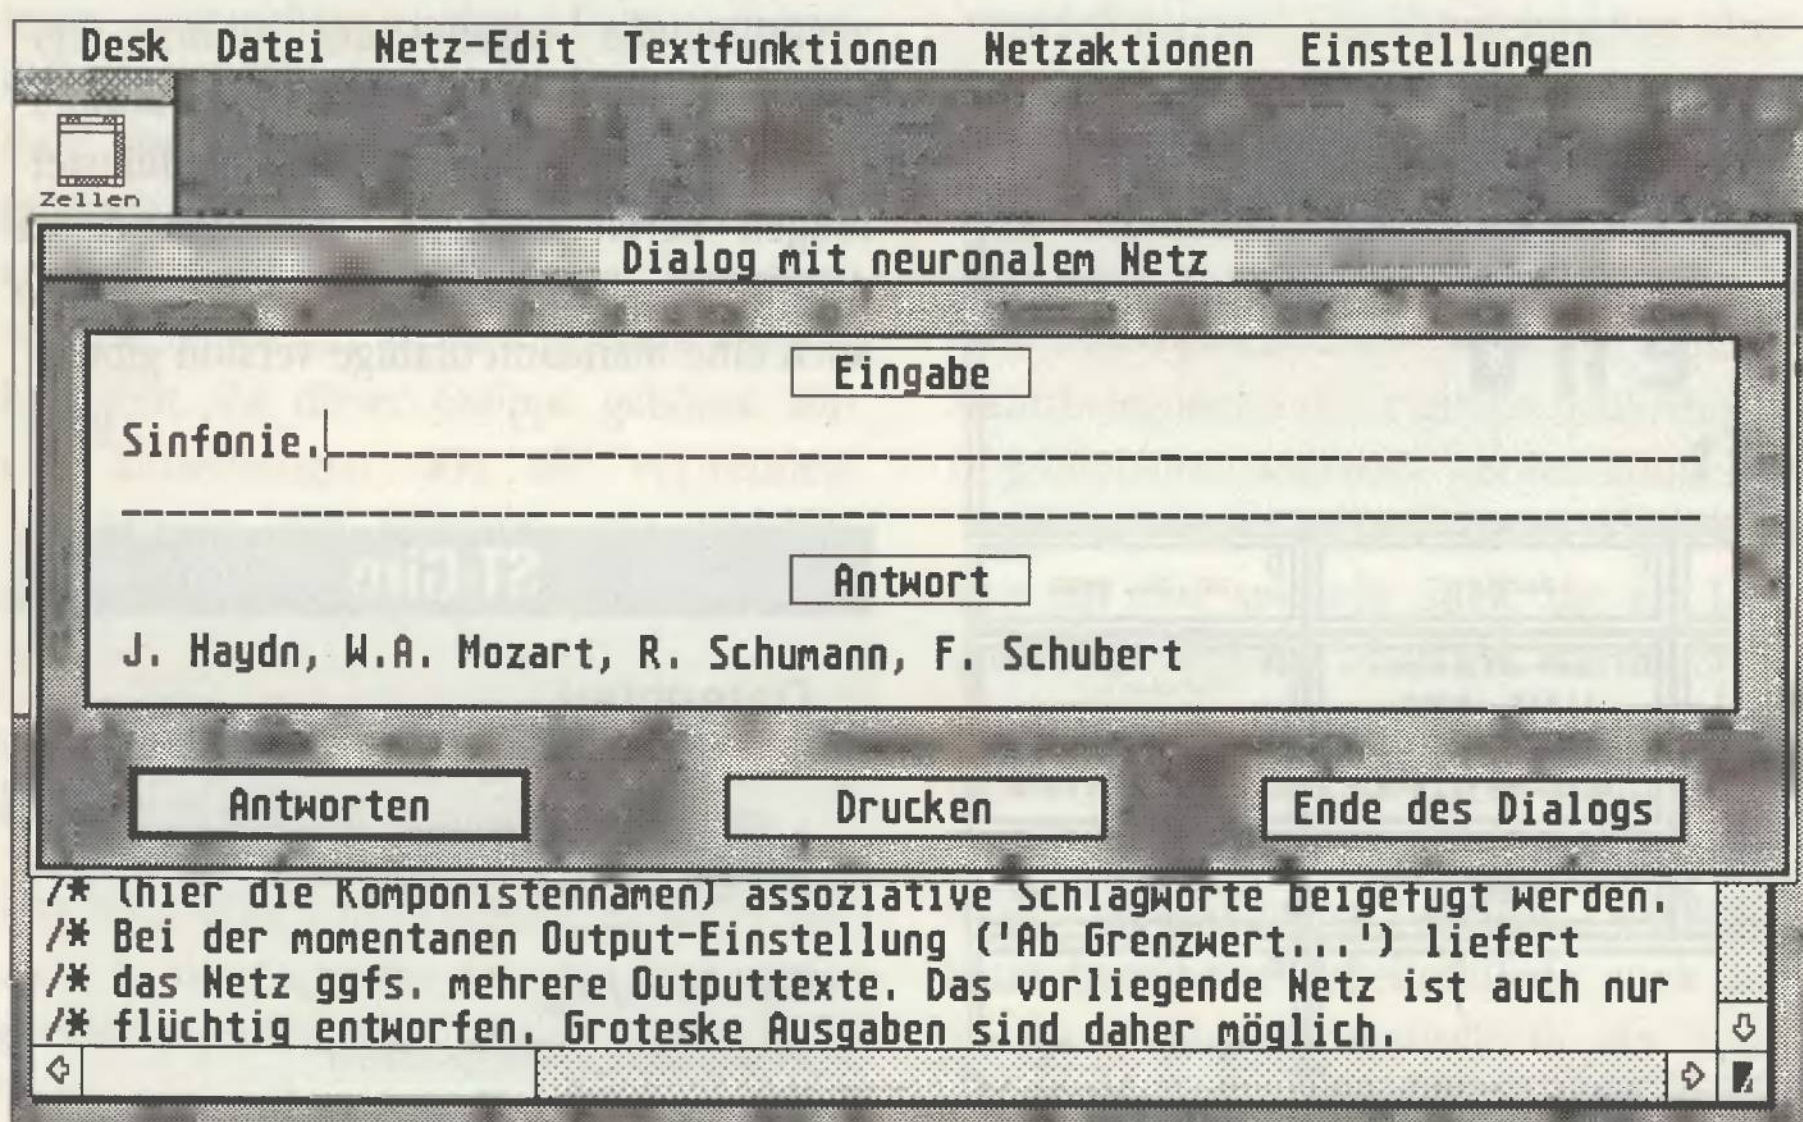 Desk Datei Netz-Edit Textfunktionen Netzaktionen Einstellungen
Zellen
Dialog mit neuronalem Netz
Eingabe
Sinfonie.
Antwort
J. Haydn, W.A. Mozart, R. Schumann, F. Schubert
Antworten Drucken Ende des Dialogs
/* (hier die Komponistennamen) assoziative Schlagworte beigefügt werden.
/* Bei der momentanen Output-Einstellung ('Ab Grenzwert...') liefert
/* das Netz ggfs. mehrere Outputtexte. Das vorliegende Netz ist auch nur
/* flüchtig entworfen. Groteske Ausgaben sind daher möglich.